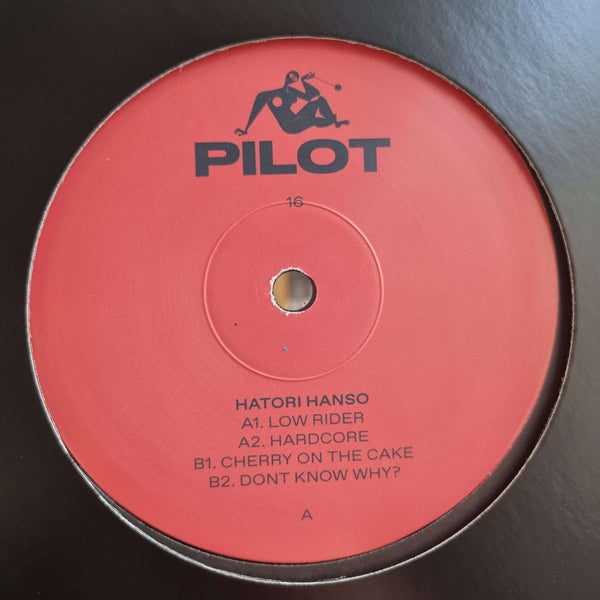 PILOT
16
HATORI HANSO
A1. LOW RIDER
A2. HARDCORE
B1. CHERRY ON THE CAKE
B2. DONT KNOW WHY?
A